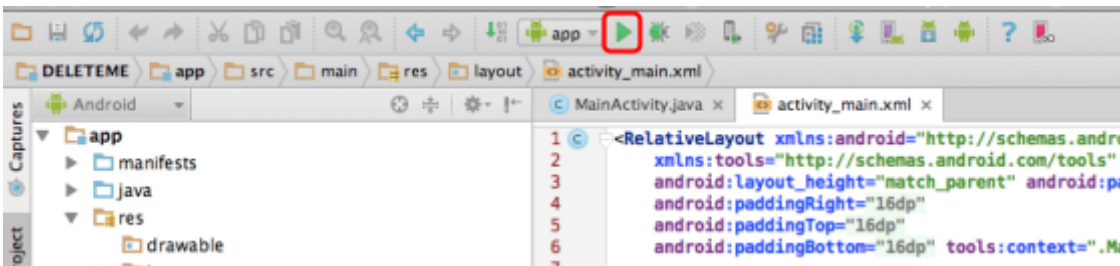 app
DELETEME app src main res layout activity_main.xml
Captures
Android
MainActivity.java × activity_main.xml ×
app
manifests
java
res
drawable
1 <RelativeLayout xmlns:android="http://schemas.andr
2 xmlns:tools="http://schemas.android.com/tools"
3 android:layout_height="match_parent" android:pa
4 android:paddingRight="16dp"
5 android:paddingTop="16dp"
6 android:paddingBottom="16dp" tools:context=".Ma
oject